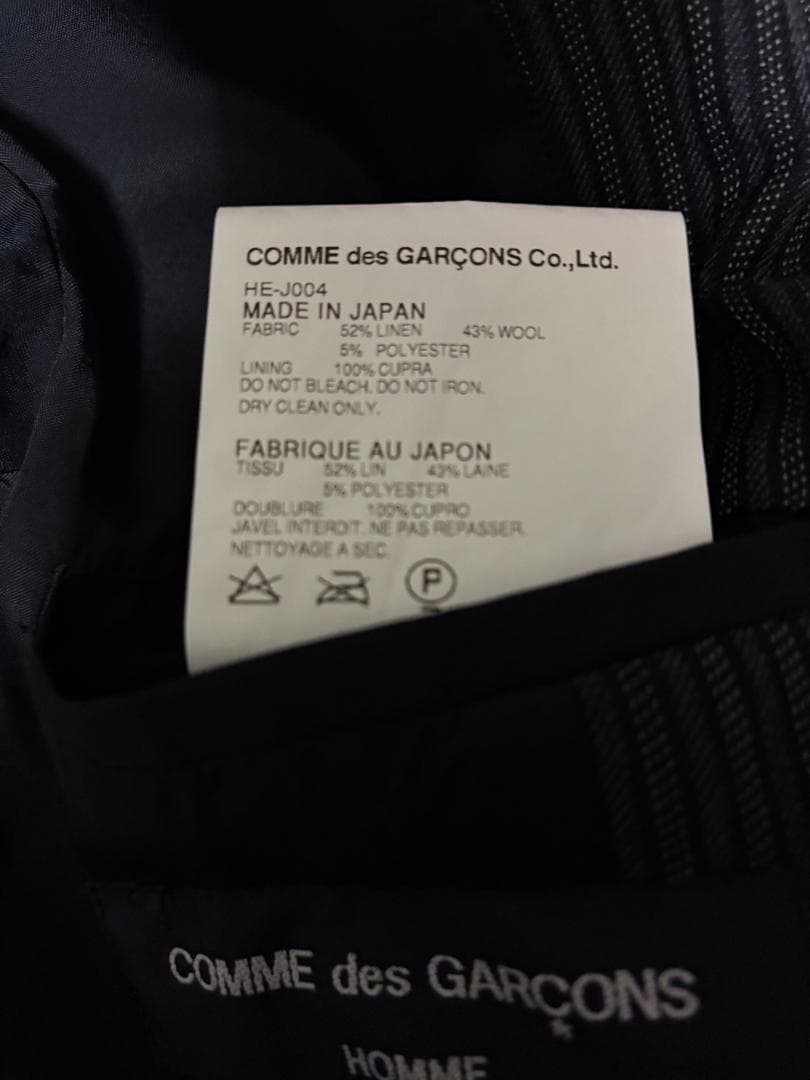 COMME des GARÇONS Co.,Ltd.
HE-J004
MADE IN JAPAN
FABRIC 52% LINEN 43% WOOL
5% POLYESTER
LINING 100% CUPRA
DO NOT BLEACH. DO NOT IRON.
DRY CLEAN ONLY.
FABRIQUE AU JAPON
TISSU 52% LIN 43% LAINE
5% POLYESTER
DOUBLURE 100% CUPRO
JAVEL INTERDIT. NE PAS REPASSER.
NETTOYAGE A SEC.
P
COMME des GARÇONS
HOMME